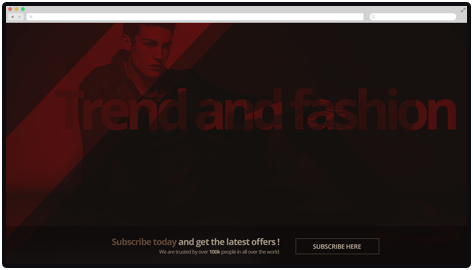 Trend and fashion
Subscribe today and get the latest offers !
We are trusted by over 100k people in all over the world
SUBSCRIBE HERE